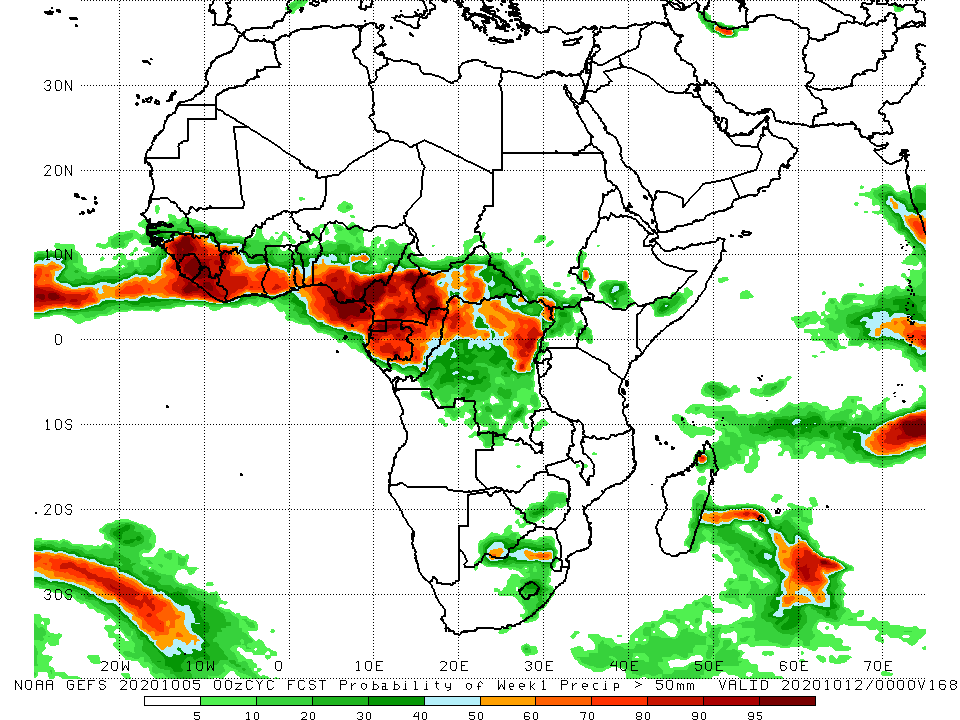 30N
20N
10N
0
10S
20S
30S
20W 10W 0 10E 20E 30E 40E 50E 60E 70E
NOAA GEFS 20201005 00zCYC FCST Probability of Week1 Precip > 50mm VALID 20201012/0000V168
5 10 20 30 40 50 60 70 80 90 95